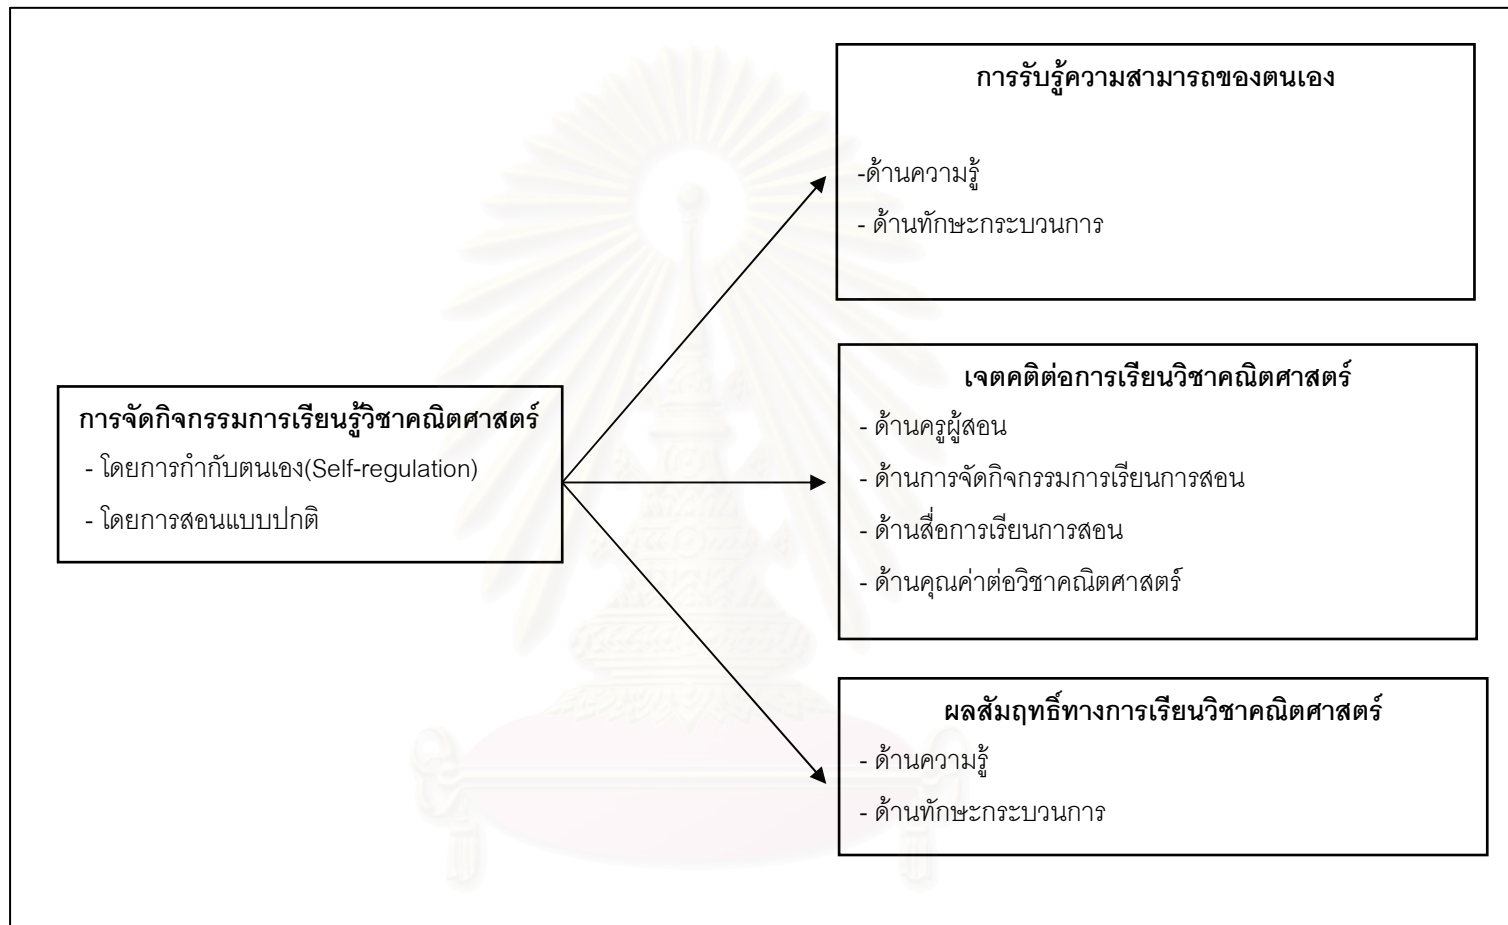 การรับรู้ความสามารถของตนเอง
-ด้านความรู้
- ด้านทักษะกระบวนการ
การจัดกิจกรรมการเรียนรู้วิชาคณิตศาสตร์
- โดยการกำกับตนเอง(Self-regulation)
- โดยการสอนแบบปกติ
เจตคติต่อการเรียนวิชาคณิตศาสตร์
- ด้านครูผู้สอน
- ด้านการจัดกิจกรรมการเรียนการสอน
- ด้านสื่อการเรียนการสอน
- ด้านคุณค่าต่อวิชาคณิตศาสตร์
ผลสัมฤทธิ์ทางการเรียนวิชาคณิตศาสตร์
- ด้านความรู้
- ด้านทักษะกระบวนการ